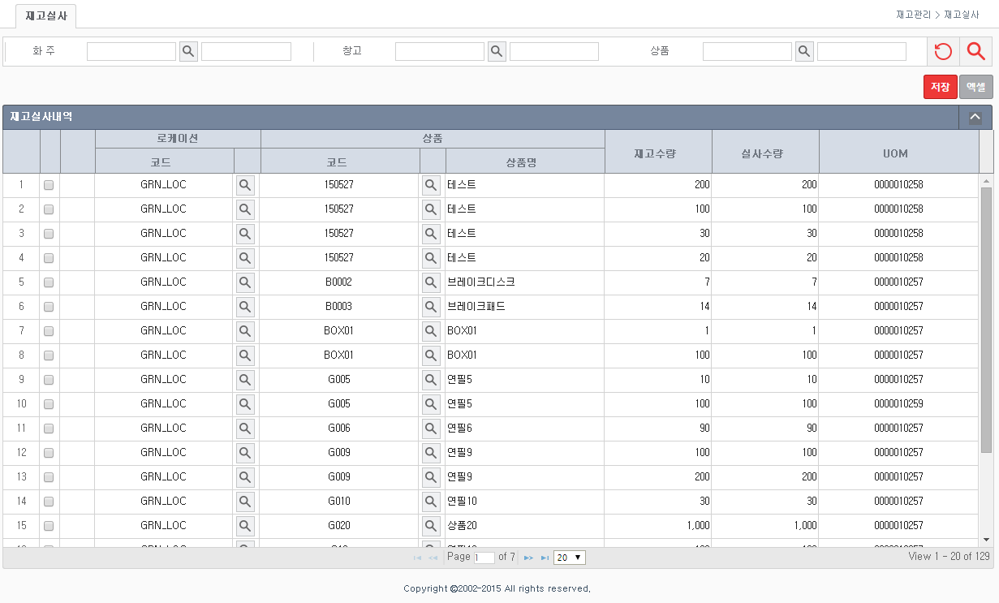 재고실사
재고관리 > 재고실사
화 주 창고 상품
저장 엑셀
재고실사내역
로케이션 상품 재고수량 실사수량 UOM
코드 코드 상품명
1 GRN_LOC 150527 테스트 200 200 0000010258
2 GRN_LOC 150527 테스트 100 100 0000010258
3 GRN_LOC 150527 테스트 30 30 0000010258
4 GRN_LOC 150527 테스트 20 20 0000010258
5 GRN_LOC B0002 브레이크디스크 7 7 0000010257
6 GRN_LOC B0003 브레이크패드 14 14 0000010257
7 GRN_LOC BOX01 BOX01 1 1 0000010257
8 GRN_LOC BOX01 BOX01 100 100 0000010257
9 GRN_LOC G005 연필5 10 10 0000010257
10 GRN_LOC G005 연필5 100 100 0000010259
11 GRN_LOC G006 연필6 90 90 0000010257
12 GRN_LOC G009 연필9 100 100 0000010257
13 GRN_LOC G009 연필9 200 200 0000010257
14 GRN_LOC G010 연필10 30 30 0000010257
15 GRN_LOC G020 상품20 1,000 1,000 0000010257
Page 1 of 7 20 View 1 - 20 of 129
Copyright ©2002-2015 All rights reserved.